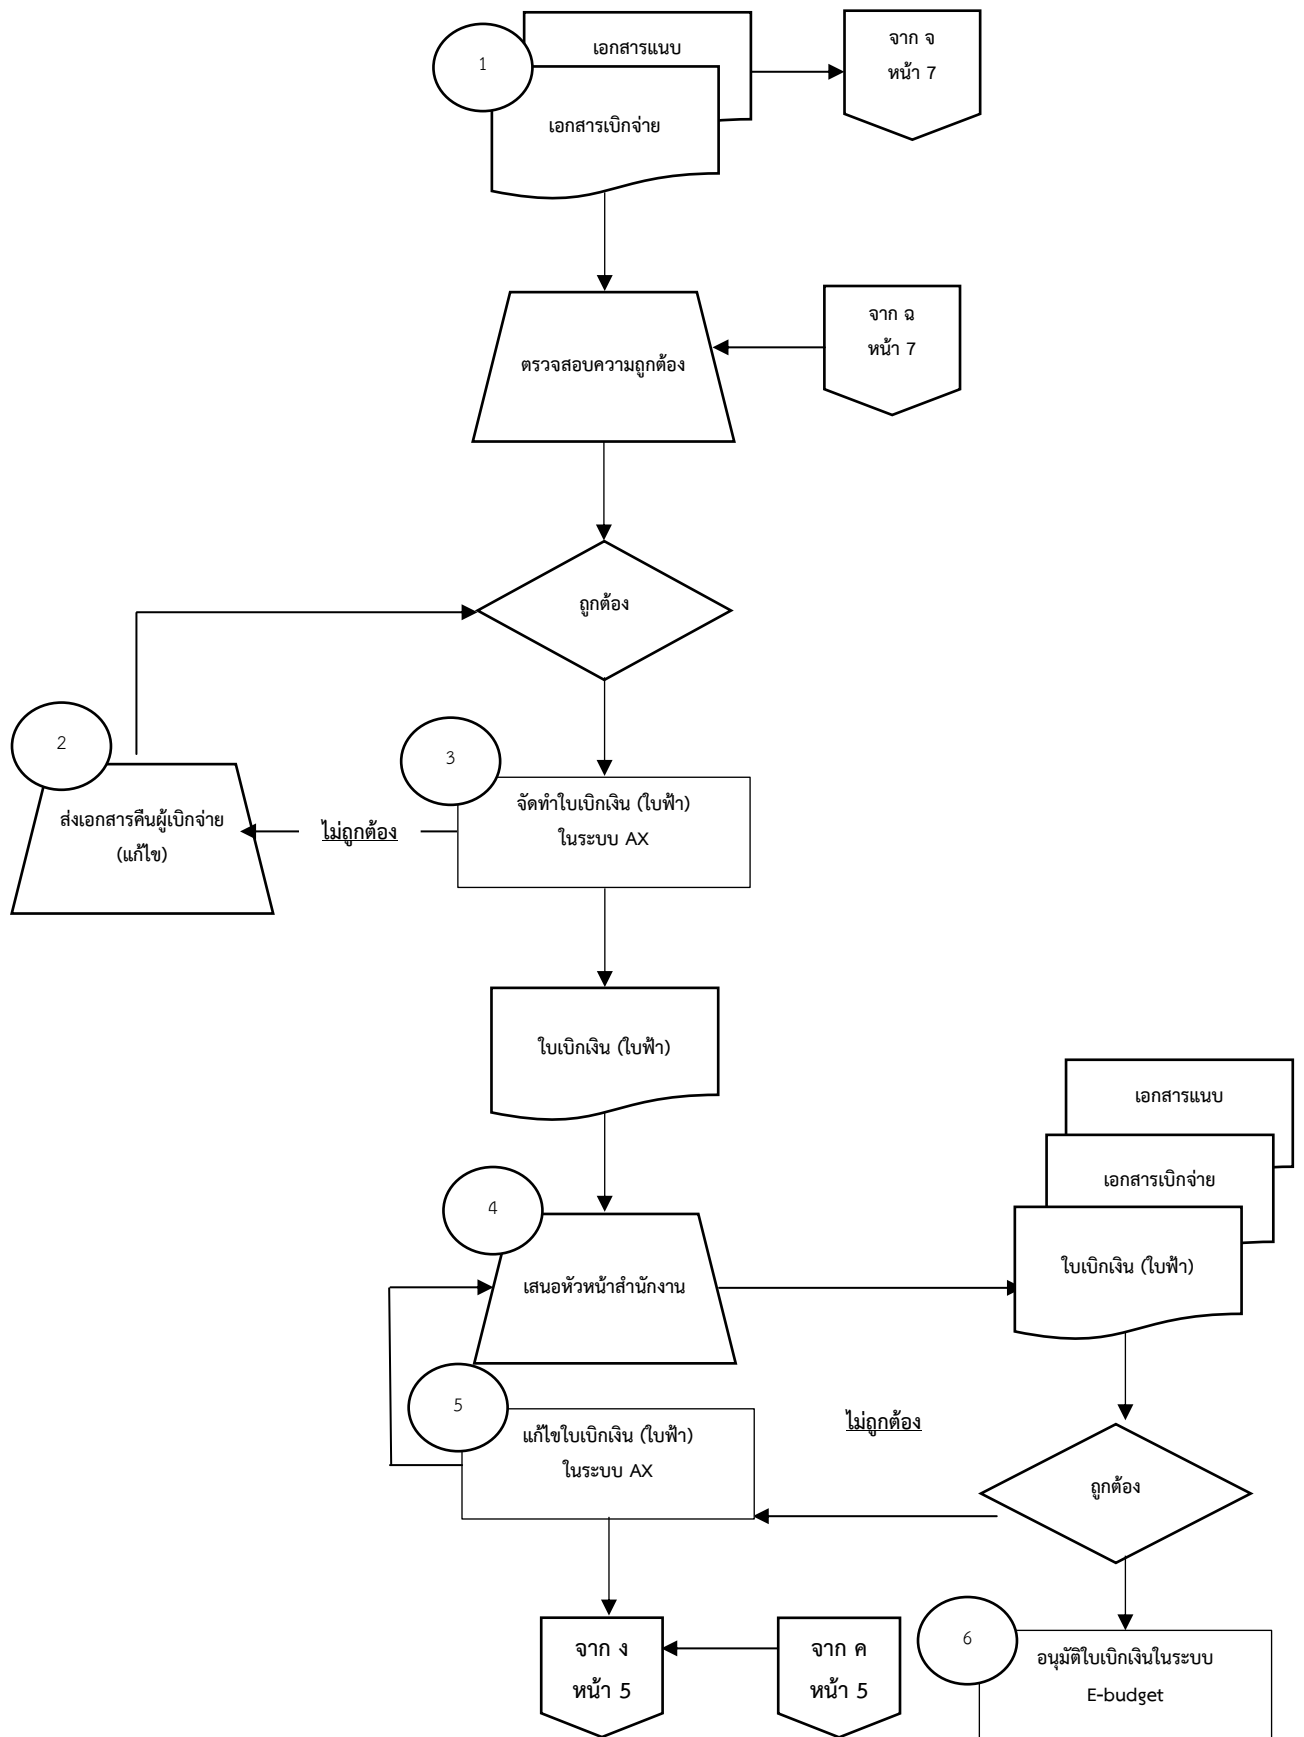 1
เอกสารแนบ
เอกสารเบิกจ่าย
จาก จ
หน้า 7
ตรวจสอบความถูกต้อง
จาก ฉ
หน้า 7
ถูกต้อง
2
ส่งเอกสารคืนผู้เบิกจ่าย
(แก้ไข)
ไม่ถูกต้อง
3
จัดทำใบเบิกเงิน (ใบฟ้า)
ในระบบ AX
ใบเบิกเงิน (ใบฟ้า)
เอกสารแนบ
เอกสารเบิกจ่าย
ใบเบิกเงิน (ใบฟ้า)
4
เสนอหัวหน้าสำนักงาน
5
แก้ไขใบเบิกเงิน (ใบฟ้า)
ในระบบ AX
ไม่ถูกต้อง
ถูกต้อง
จาก ง
หน้า 5
จาก ค
หน้า 5
6
อนุมัติใบเบิกเงินในระบบ
E-budget